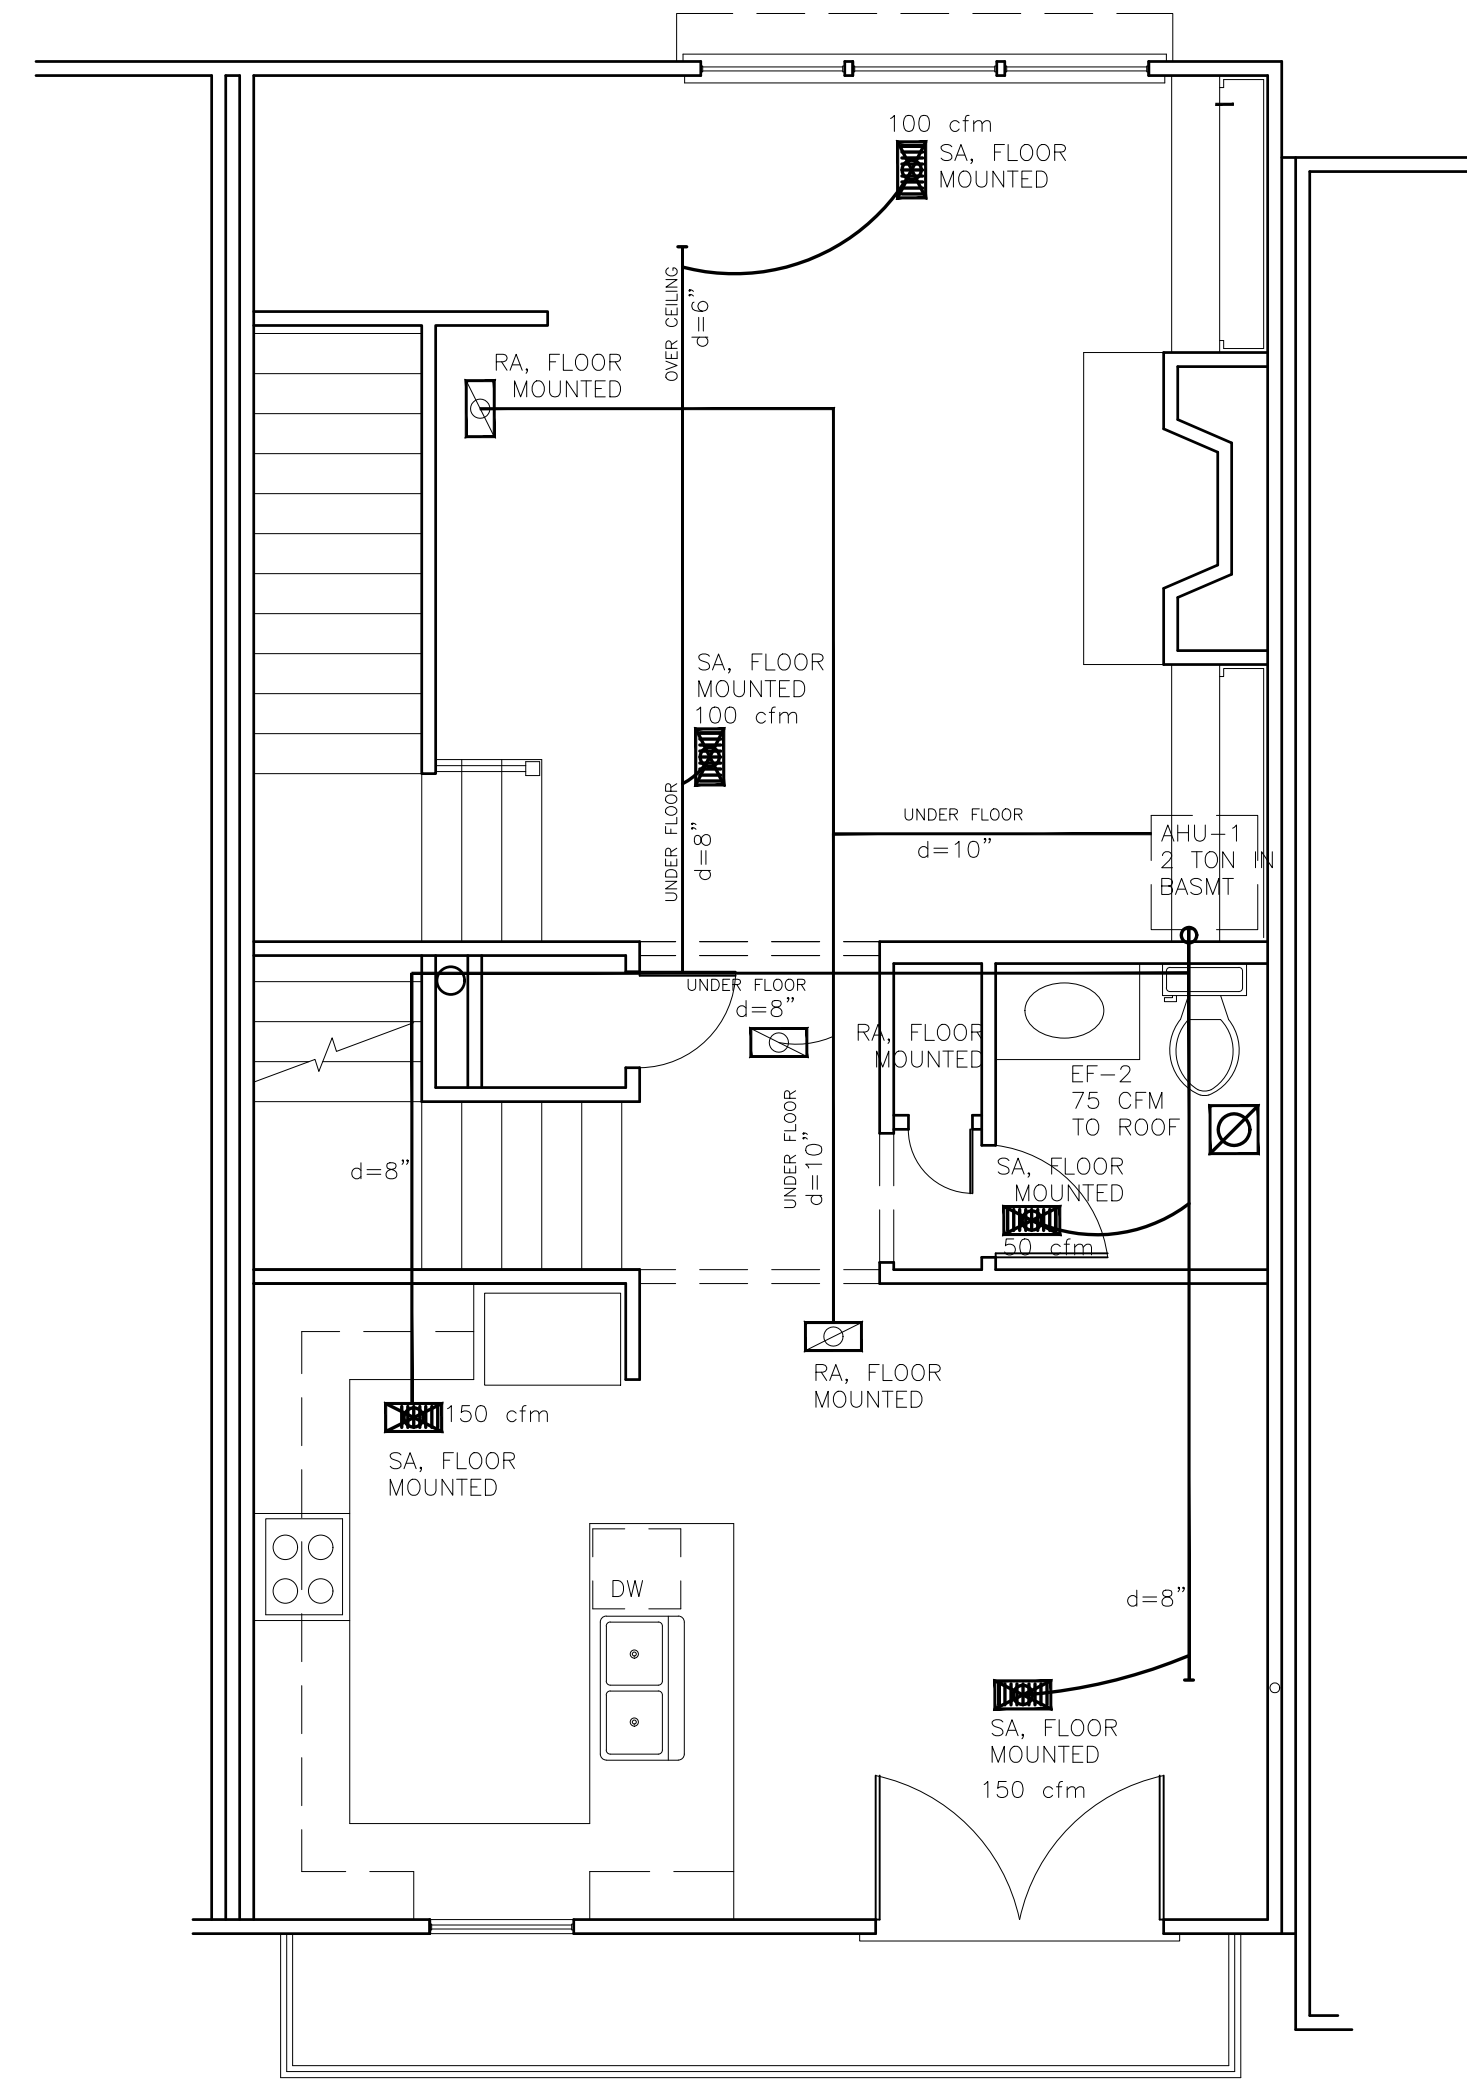 100 cfm
SA, FLOOR
MOUNTED
OVER CEILING
d=6"
RA, FLOOR
MOUNTED
SA, FLOOR
MOUNTED
100 cfm
UNDER FLOOR
d=8"
UNDER FLOOR
d=10"
AHU-1
2 TON IN
BASMT
UNDER FLOOR
d=8"
RA, FLOOR
MOUNTED
EF-2
75 CFM
TO ROOF
UNDER FLOOR
d=10"
d=8"
SA, FLOOR
MOUNTED
50 cfm
RA, FLOOR
MOUNTED
150 cfm
SA, FLOOR
MOUNTED
DW
d=8"
SA, FLOOR
MOUNTED
150 cfm